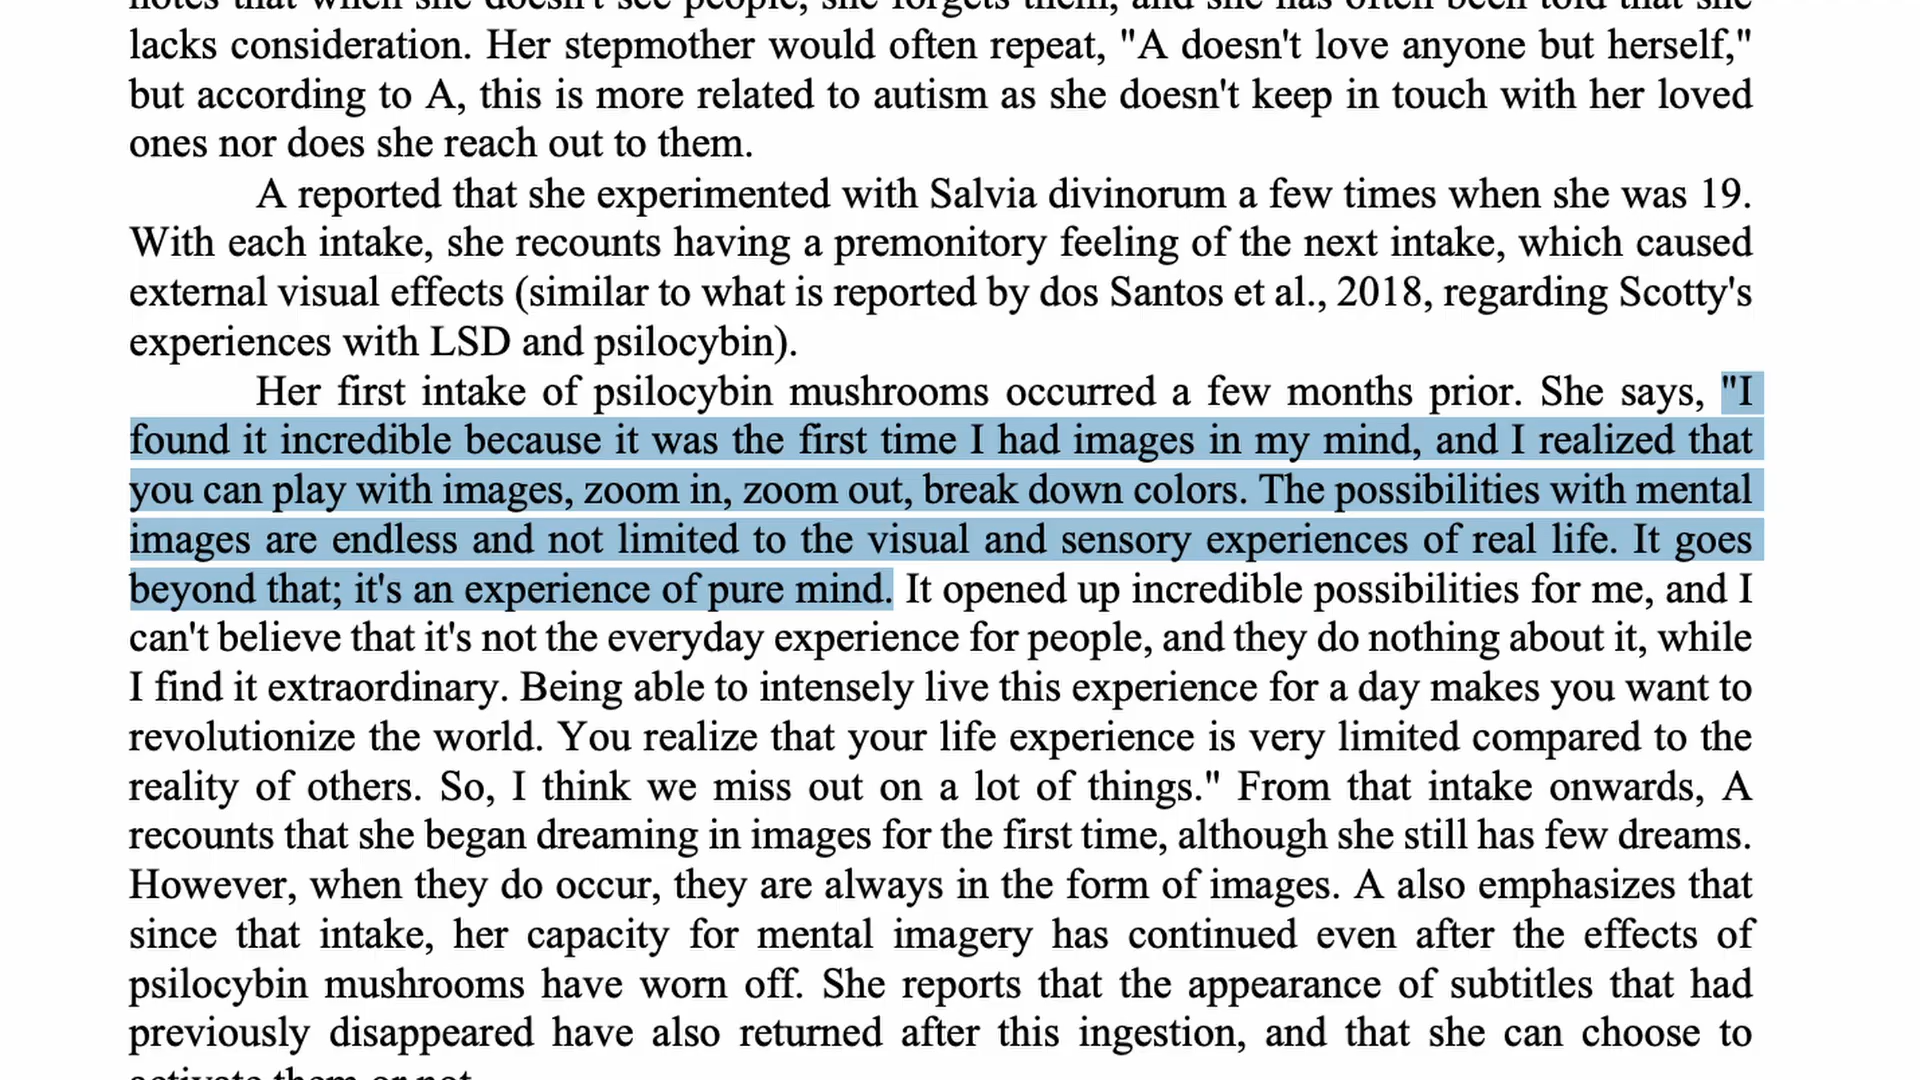 notes that when she doesn't see people, she forgets them, and she has often been told that she
lacks consideration. Her stepmother would often repeat, "A doesn't love anyone but herself,"
but according to A, this is more related to autism as she doesn't keep in touch with her loved
ones nor does she reach out to them.
A reported that she experimented with Salvia divinorum a few times when she was 19.
With each intake, she recounts having a premonitory feeling of the next intake, which caused
external visual effects (similar to what is reported by dos Santos et al., 2018, regarding Scotty's
experiences with LSD and psilocybin).
Her first intake of psilocybin mushrooms occurred a few months prior. She says, "I
found it incredible because it was the first time I had images in my mind, and I realized that
you can play with images, zoom in, zoom out, break down colors. The possibilities with mental
images are endless and not limited to the visual and sensory experiences of real life. It goes
beyond that; it's an experience of pure mind. It opened up incredible possibilities for me, and I
can't believe that it's not the everyday experience for people, and they do nothing about it, while
I find it extraordinary. Being able to intensely live this experience for a day makes you want to
revolutionize the world. You realize that your life experience is very limited compared to the
reality of others. So, I think we miss out on a lot of things." From that intake onwards, A
recounts that she began dreaming in images for the first time, although she still has few dreams.
However, when they do occur, they are always in the form of images. A also emphasizes that
since that intake, her capacity for mental imagery has continued even after the effects of
psilocybin mushrooms have worn off. She reports that the appearance of subtitles that had
previously disappeared have also returned after this ingestion, and that she can choose to
activate them or not.